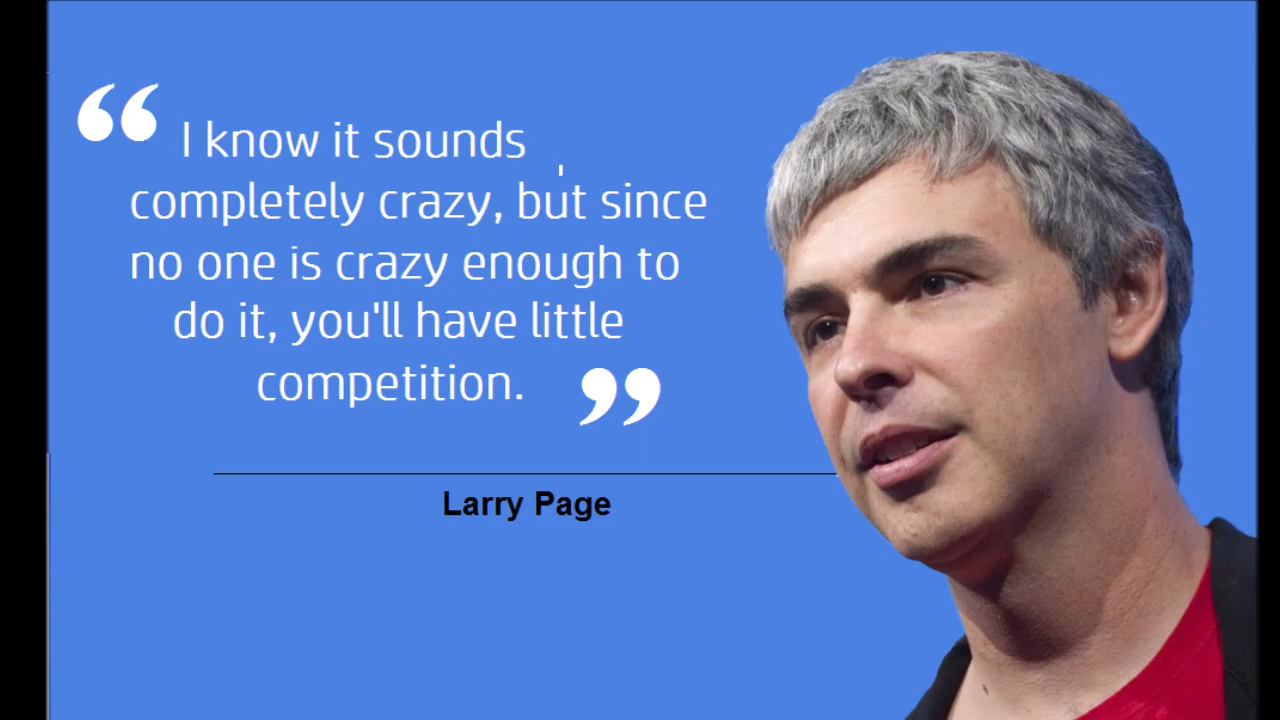 “ I know it sounds
completely crazy, but since
no one is crazy enough to
do it, you'll have little
competition. ”
Larry Page